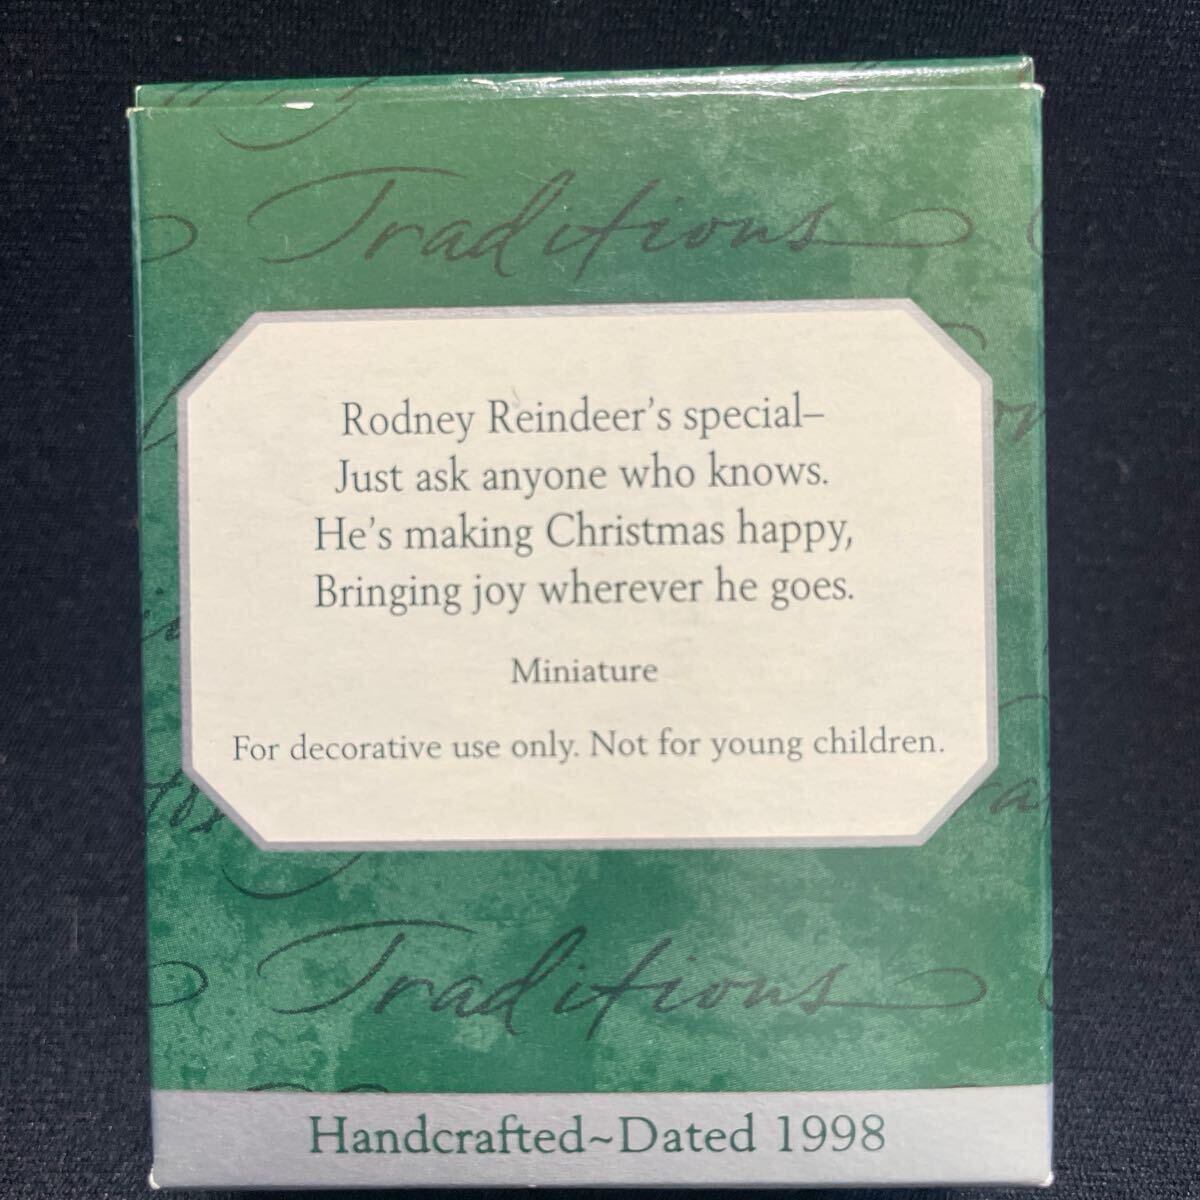 Traditions
Rodney Reindeer's special–
Just ask anyone who knows.
He's making Christmas happy,
Bringing joy wherever he goes.
Miniature
For decorative use only. Not for young children.
Traditions
Handcrafted~Dated 1998